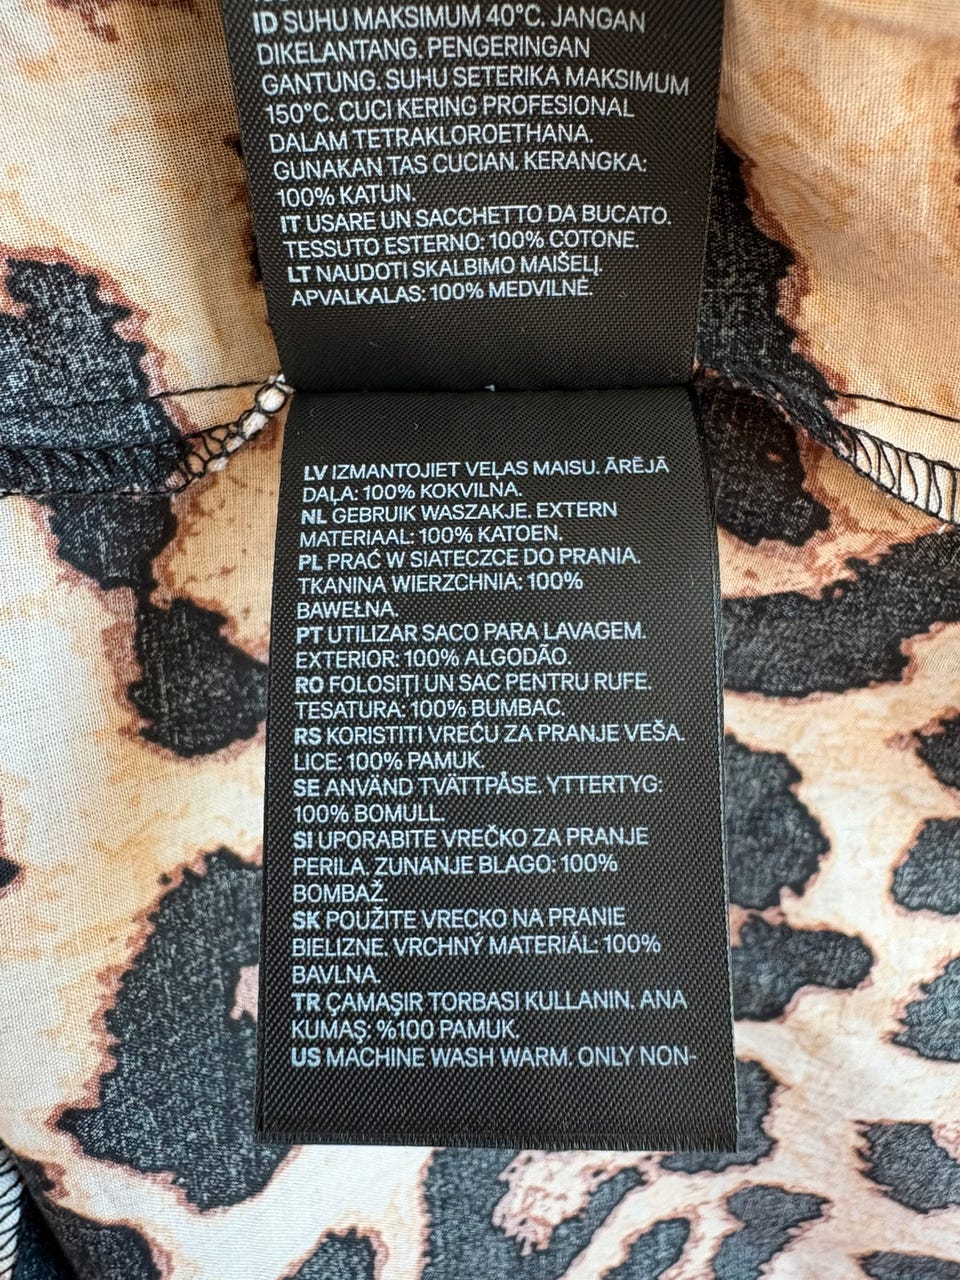 ID SUHU MAKSIMUM 40°C. JANGAN
DIKELANTANG. PENGERINGAN
GANTUNG. SUHU SETERIKA MAKSIMUM
150°C. CUCI KERING PROFESIONAL
DALAM TETRAKLOROETHANA.
GUNAKAN TAS CUCIAN. KERANGKA:
100% KATUN.
IT USARE UN SACCHETTO DA BUCATO.
TESSUTO ESTERNO: 100% COTONE.
LT NAUDOTI SKALBIMO MAIŠELĮ.
APVALKALAS: 100% MEDVILNĖ.
LV IZMANTOJIET VEĻAS MAISU. ĀRĒJĀ
DAĻA: 100% KOKVILNA.
NL GEBRUIK WASZAKJE. EXTERN
MATERIAAL: 100% KATOEN.
PL PRAĆ W SIATECZCE DO PRANIA.
TKANINA WIERZCHNIA: 100%
BAWEŁNA.
PT UTILIZAR SACO PARA LAVAGEM.
EXTERIOR: 100% ALGODÃO.
RO FOLOSIȚI UN SAC PENTRU RUFE.
TESATURA: 100% BUMBAC.
RS KORISTITI VREĆU ZA PRANJE VEŠA.
LICE: 100% PAMUK.
SE ANVÄND TVÄTTPÅSE. YTTERTYG:
100% BOMULL.
SI UPORABITE VREČKO ZA PRANJE
PERILA. ZUNANJE BLAGO: 100%
BOMBAŽ.
SK POUŽITE VRECKO NA PRANIE
BIELIZNE. VRCHNÝ MATERIÁL: 100%
BAVLNA.
TR ÇAMAŞIR TORBASI KULLANIN. ANA
KUMAŞ: %100 PAMUK.
US MACHINE WASH WARM. ONLY NON-